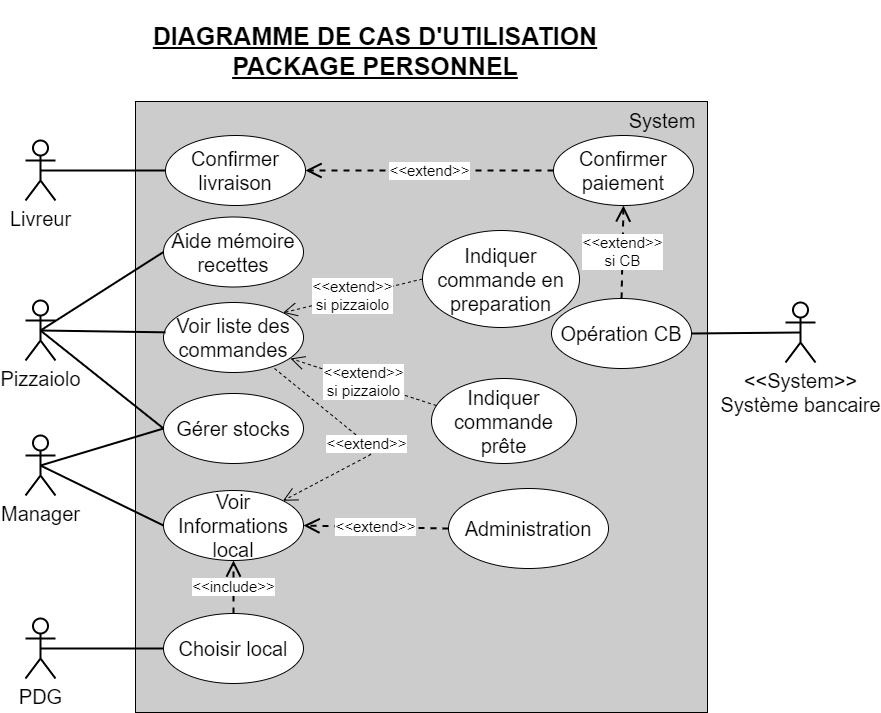 DIAGRAMME DE CAS D'UTILISATION
PACKAGE PERSONNEL
System
Livreur
Confirmer
livraison
<<extend>>
Confirmer
paiement
Aide mémoire
recettes
<<extend>>
si CB
Indiquer
commande en
preparation
<<extend>>
si pizzaiolo
Pizzaiolo
Voir liste des
commandes
Opération CB
<<System>>
Système bancaire
<<extend>>
si pizzaiolo
Indiquer
commande
prête
Gérer stocks
<<extend>>
Manager
Voir
Informations
local
<<extend>>
Administration
<<include>>
Choisir local
PDG